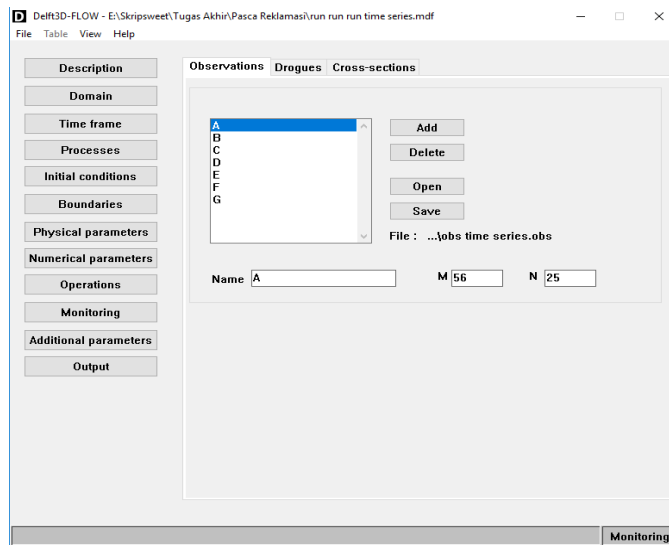 D Delft3D-FLOW - E:\Skripsweet\Tugas Akhir\Pasca Reklamasi\run run run time series.mdf
File Table View Help
Description
Domain
Time frame
Processes
Initial conditions
Boundaries
Physical parameters
Numerical parameters
Operations
Monitoring
Additional parameters
Output
Observations Drogues Cross-sections
A
B
C
D
E
F
G
Add
Delete
Open
Save
File : ...\obs time series.obs
Name A M 56 N 25
Monitoring